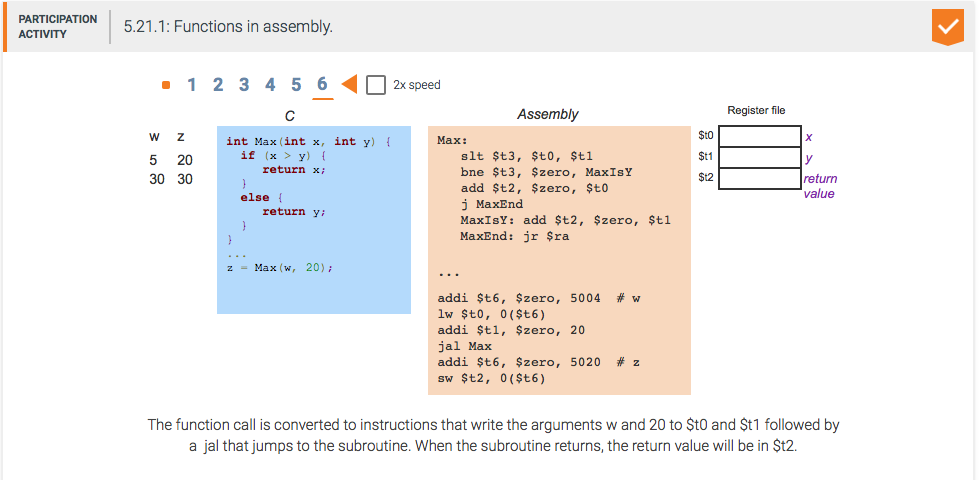 PARTICIPATION
ACTIVITY
5.21.1: Functions in assembly.
1 2 3 4 5 6 2x speed
C
Assembly
Register file
w z
5 20
30 30
int Max(int x, int y) {
if (x > y) {
return x;
}
else {
return y;
}
}
...
z = Max(w, 20);
Max:
slt $t3, $t0, $t1
bne $t3, $zero, MaxIsY
add $t2, $zero, $t0
j MaxEnd
MaxIsY: add $t2, $zero, $t1
MaxEnd: jr $ra
...
addi $t6, $zero, 5004 # w
lw $t0, 0($t6)
addi $t1, $zero, 20
jal Max
addi $t6, $zero, 5020 # z
sw $t2, 0($t6)
$t0 x
$t1 y
$t2 return
value
The function call is converted to instructions that write the arguments w and 20 to $t0 and $t1 followed by
a jal that jumps to the subroutine. When the subroutine returns, the return value will be in $t2.